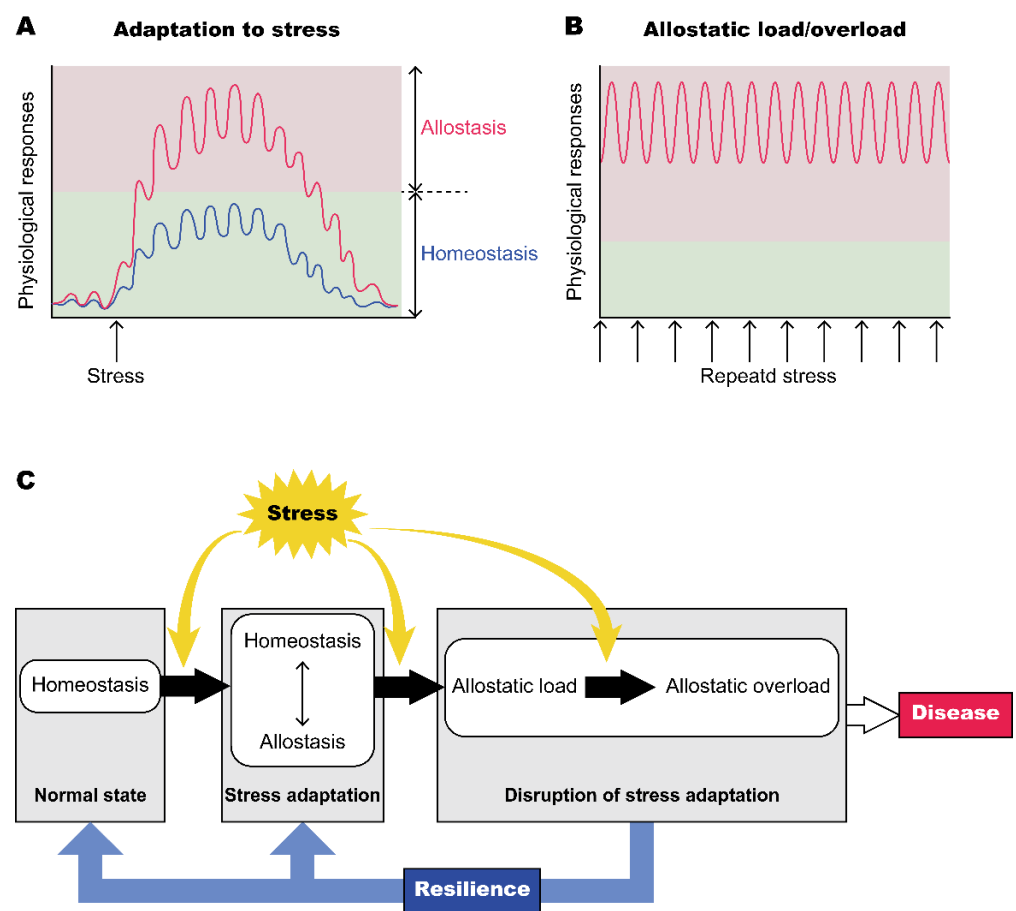 A
Adaptation to stress
Physiological responses
Allostasis
Homeostasis
Stress
B
Allostatic load/overload
Physiological responses
Repeatd stress
C
Stress
Homeostasis
Normal state
Homeostasis
Allostasis
Stress adaptation
Allostatic load
Allostatic overload
Disruption of stress adaptation
Disease
Resilience